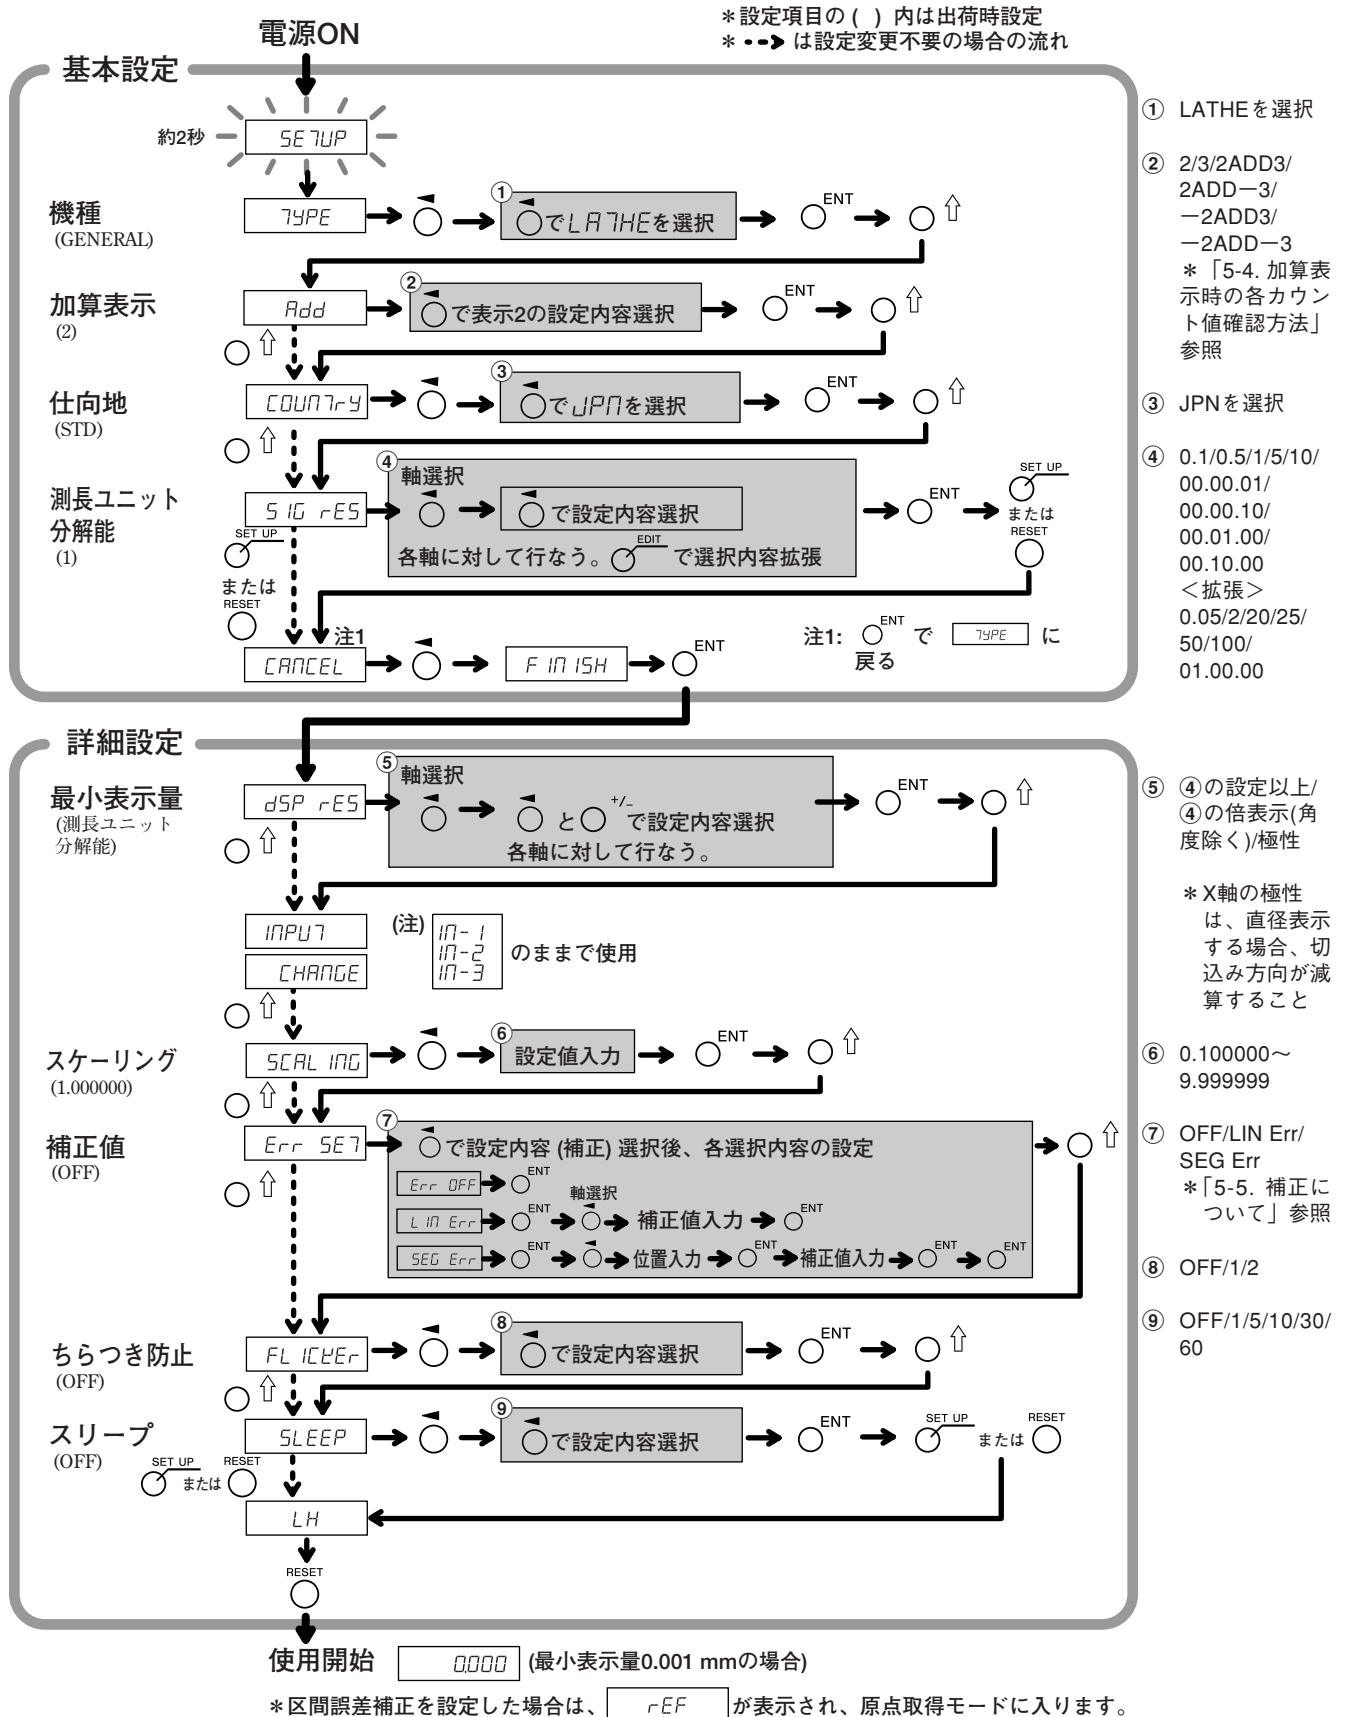 電源ON
＊設定項目の ( ) 内は出荷時設定
＊ は設定変更不要の場合の流れ
基本設定
約2秒 SETUP
機種
(GENERAL)
TYPE ① でLATHEを選択 ENT
加算表示
(2)
Add ② で表示2の設定内容選択 ENT
仕向地
(STD)
COUNTrY ③ でJPNを選択 ENT
測長ユニット
分解能
(1)
SIG rES
④ 軸選択
で設定内容選択
各軸に対して行なう。 EDIT で選択内容拡張
ENT
SET UP
または
RESET
SET UP
または
RESET
注1
CANCEL FINISH ENT
注1: ENT で TYPE に
戻る
① LATHEを選択
② 2/3/2ADD3/
2ADD－3/
－2ADD3/
－2ADD－3
＊「5-4. 加算表
示時の各カウン
ト値確認方法」
参照
③ JPNを選択
④ 0.1/0.5/1/5/10/
00.00.01/
00.00.10/
00.01.00/
00.10.00
＜拡張＞
0.05/2/20/25/
50/100/
01.00.00
詳細設定
最小表示量
(測長ユニット
分解能)
dSP rES
⑤ 軸選択
と +/- で設定内容選択
各軸に対して行なう。
ENT
INPUT
CHANGE
(注)
IN-1
IN-2
IN-3
のままで使用
スケーリング
(1.000000)
SCALING ⑥ 設定値入力 ENT
補正値
(OFF)
Err SET
⑦ で設定内容 (補正) 選択後、各選択内容の設定
Err OFF ENT
軸選択
LIN Err ENT 補正値入力 ENT
SEG Err ENT 位置入力 ENT 補正値入力 ENT ENT
ちらつき防止
(OFF)
FLICKEr ⑧ で設定内容選択 ENT
スリープ
(OFF)
SLEEP ⑨ で設定内容選択 ENT SET UP または RESET
SET UP または RESET
LH
RESET
⑤ ④の設定以上/
④の倍表示(角
度除く)/極性
＊X軸の極性
は、直径表示
する場合、切
込み方向が減
算すること
⑥ 0.100000～
9.999999
⑦ OFF/LIN Err/
SEG Err
＊「5-5. 補正に
ついて」参照
⑧ OFF/1/2
⑨ OFF/1/5/10/30/
60
使用開始 0.000 (最小表示量0.001 mmの場合)
＊区間誤差補正を設定した場合は、 rEF が表示され、原点取得モードに入ります。